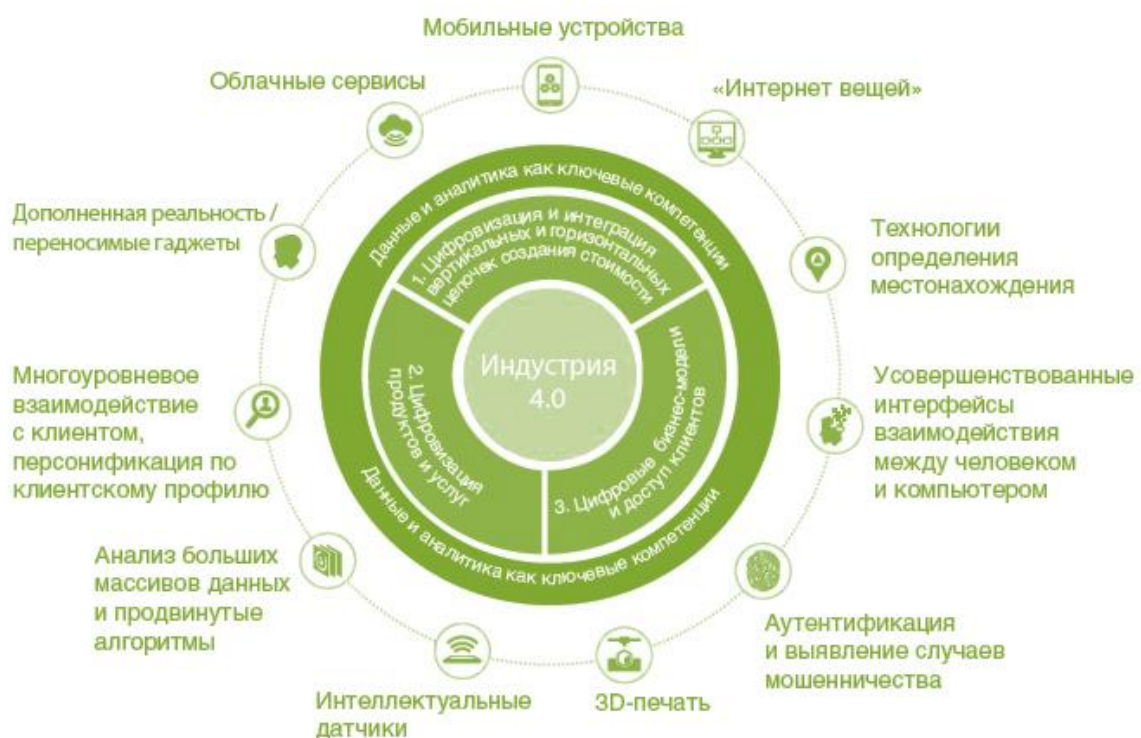 Мобильные устройства
Облачные сервисы
«Интернет вещей»
Дополненная реальность /
переносимые гаджеты
Технологии
определения
местонахождения
Данные и аналитика как ключевые компетенции
1. Цифровизация и интеграция
вертикальных и горизонтальных
цепочек создания стоимости
Индустрия
4.0
2. Цифровизация
продуктов и услуг
3. Цифровые бизнес-модели
и доступ клиентов
Данные и аналитика как ключевые компетенции
Многоуровневое
взаимодействие
с клиентом,
персонификация по
клиентскому профилю
Усовершенствованные
интерфейсы
взаимодействия
между человеком
и компьютером
Анализ больших
массивов данных
и продвинутые
алгоритмы
Аутентификация
и выявление случаев
мошенничества
Интеллектуальные
датчики
3D-печать